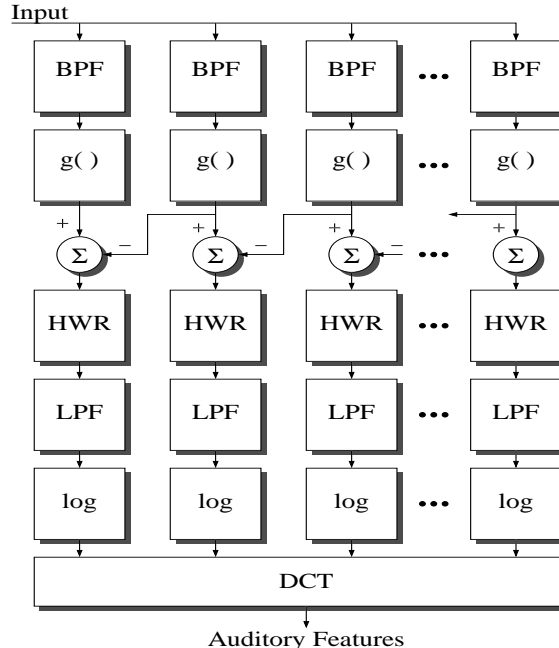 Input
BPF BPF BPF ••• BPF
g( ) g( ) g( ) ••• g( )
+ − + − + − +
Σ Σ Σ ••• Σ
HWR HWR HWR ••• HWR
LPF LPF LPF ••• LPF
log log log ••• log
DCT
Auditory Features